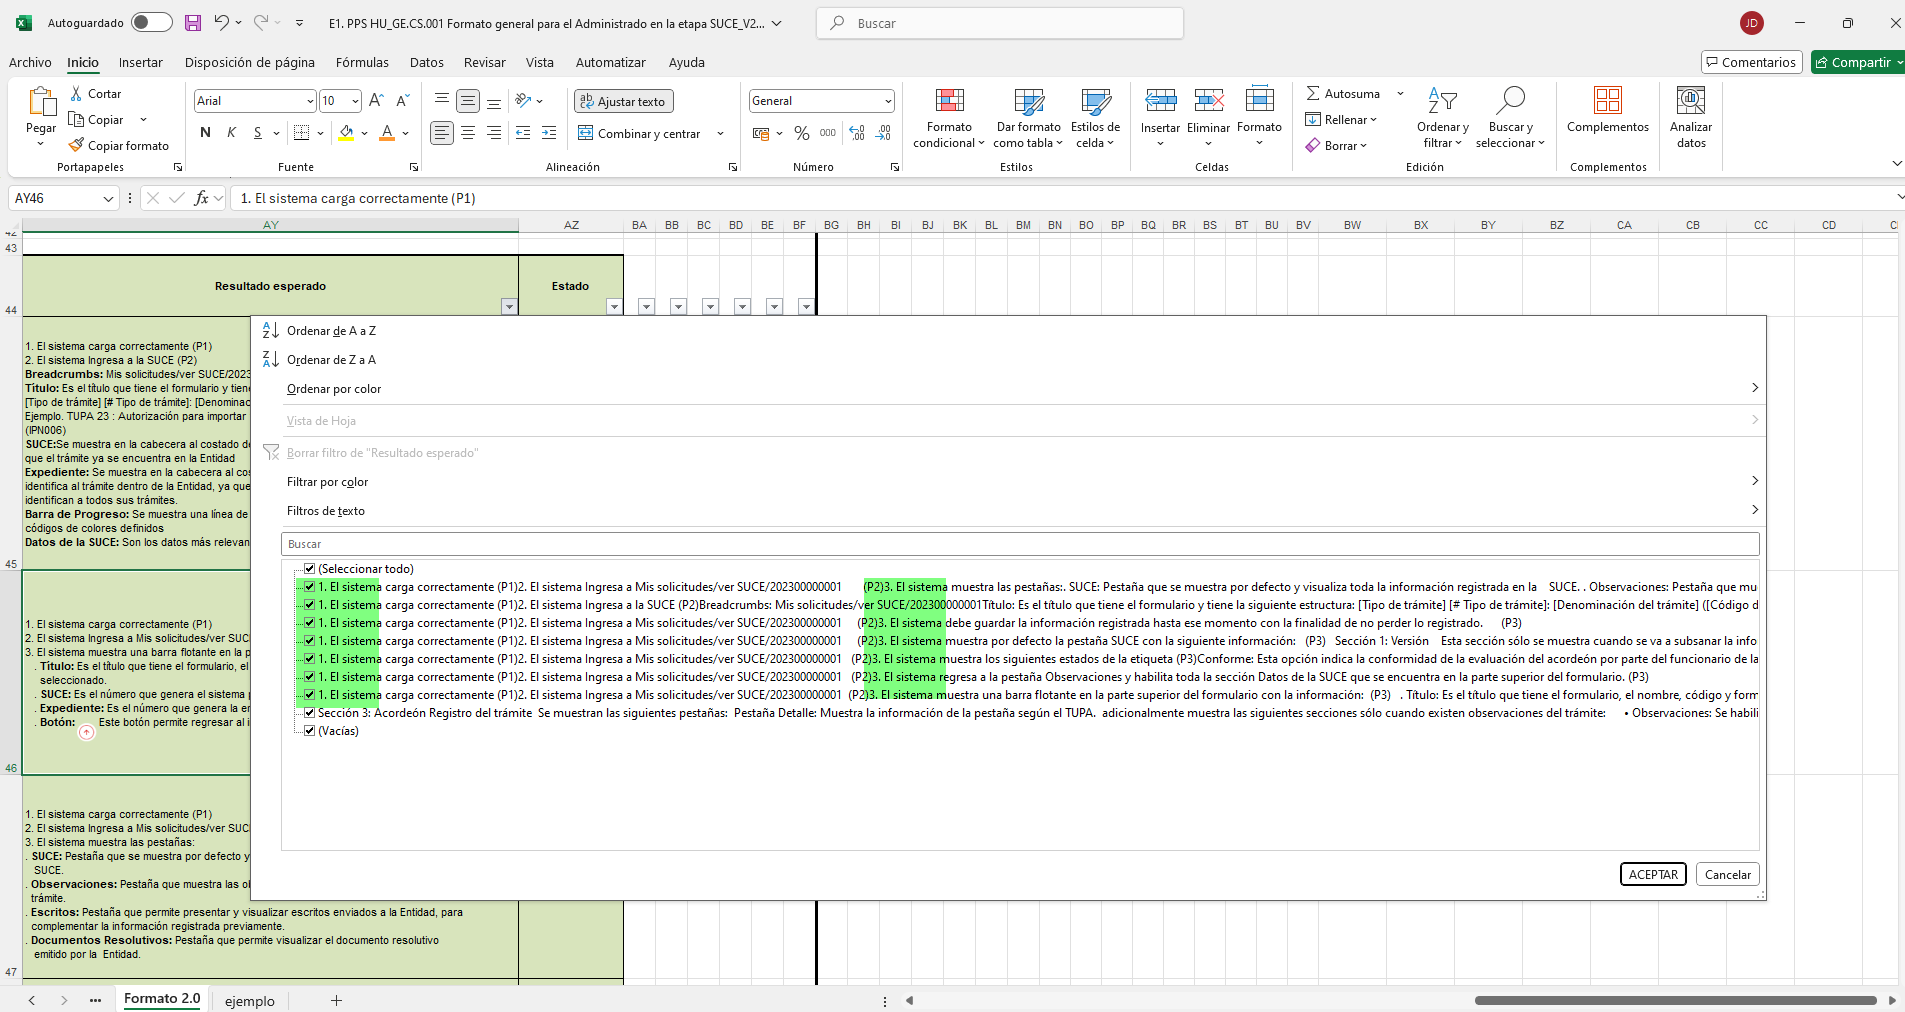 Autoguardado
E1. PPS HU_GE.CS.001 Formato general para el Administrado en la etapa SUCE_V2...
Buscar
JD
Archivo Inicio Insertar Disposición de página Fórmulas Datos Revisar Vista Automatizar Ayuda
Comentarios
Compartir
Pegar
Cortar
Copiar
Copiar formato
Portapapeles
Arial
10
N K S
Fuente
Ajustar texto
Combinar y centrar
Alineación
General
% 000
Número
Formato condicional
Dar formato como tabla
Estilos de celda
Estilos
Insertar
Eliminar
Formato
Celdas
Autosuma
Rellenar
Borrar
Ordenar y filtrar
Buscar y seleccionar
Edición
Complementos
Complementos
Analizar datos
AY46
fx
1. El sistema carga correctamente (P1)
AY AZ BA BB BC BD BE BF BG BH BI BJ BK BL BM BN BO BP BQ BR BS BT BU BV BW BX BY BZ CA CB CC CD
42
43
Resultado esperado
Estado
44
1. El sistema carga correctamente (P1)
2. El sistema Ingresa a la SUCE (P2)
Breadcrumbs: Mis solicitudes/ver SUCE/2023
Título: Es el título que tiene el formulario y tien
[Tipo de trámite] [# Tipo de trámite]: [Denominac
Ejemplo. TUPA 23 : Autorización para importar
(IPN006)
SUCE:Se muestra en la cabecera al costado de
que el trámite ya se encuentra en la Entidad
Expediente: Se muestra en la cabecera al cos
identifica al trámite dentro de la Entidad, ya que
identifican a todos sus trámites.
Barra de Progreso: Se muestra una línea de
códigos de colores definidos
Datos de la SUCE: Son los datos más relevan
45
1. El sistema carga correctamente (P1)
2. El sistema Ingresa a Mis solicitudes/ver SUC
3. El sistema muestra una barra flotante en la p
. Título: Es el título que tiene el formulario, el
seleccionado.
. SUCE: Es el número que genera el sistema
. Expediente: Es el número que genera la en
. Botón: Este botón permite regresar al i
46
1. El sistema carga correctamente (P1)
2. El sistema Ingresa a Mis solicitudes/ver SUC
3. El sistema muestra las pestañas:
. SUCE: Pestaña que se muestra por defecto y
SUCE.
. Observaciones: Pestaña que muestra las ob
trámite.
. Escritos: Pestaña que permite presentar y visualizar escritos enviados a la Entidad, para
complementar la información registrada previamente.
. Documentos Resolutivos: Pestaña que permite visualizar el documento resolutivo
emitido por la Entidad.
47
Ordenar de A a Z
Ordenar de Z a A
Ordenar por color
Vista de Hoja
Borrar filtro de "Resultado esperado"
Filtrar por color
Filtros de texto
Buscar
(Seleccionar todo)
1. El sistema carga correctamente (P1)2. El sistema Ingresa a Mis solicitudes/ver SUCE/202300000001 (P2)3. El sistema muestra las pestañas:. SUCE: Pestaña que se muestra por defecto y visualiza toda la información registrada en la SUCE. . Observaciones: Pestaña que mu
1. El sistema carga correctamente (P1)2. El sistema Ingresa a la SUCE (P2)Breadcrumbs: Mis solicitudes/ver SUCE/202300000001Título: Es el título que tiene el formulario y tiene la siguiente estructura: [Tipo de trámite] [# Tipo de trámite]: [Denominación del trámite] ([Código d
1. El sistema carga correctamente (P1)2. El sistema Ingresa a Mis solicitudes/ver SUCE/202300000001 (P2)3. El sistema debe guardar la información registrada hasta ese momento con la finalidad de no perder lo registrado. (P3)
1. El sistema carga correctamente (P1)2. El sistema Ingresa a Mis solicitudes/ver SUCE/202300000001 (P2)3. El sistema muestra por defecto la pestaña SUCE con la siguiente información: (P3) Sección 1: Versión Esta sección sólo se muestra cuando se va a subsanar la info
1. El sistema carga correctamente (P1)2. El sistema Ingresa a Mis solicitudes/ver SUCE/202300000001 (P2)3. El sistema muestra los siguientes estados de la etiqueta (P3)Conforme: Esta opción indica la conformidad de la evaluación del acordeón por parte del funcionario de la
1. El sistema carga correctamente (P1)2. El sistema Ingresa a Mis solicitudes/ver SUCE/202300000001 (P2)3. El sistema regresa a la pestaña Observaciones y habilita toda la sección Datos de la SUCE que se encuentra en la parte superior del formulario. (P3)
1. El sistema carga correctamente (P1)2. El sistema Ingresa a Mis solicitudes/ver SUCE/202300000001 (P2)3. El sistema muestra una barra flotante en la parte superior del formulario con la información: (P3) . Título: Es el título que tiene el formulario, el nombre, código y form
Sección 3: Acordeón Registro del trámite Se muestran las siguientes pestañas: Pestaña Detalle: Muestra la información de la pestaña según el TUPA. adicionalmente muestra las siguientes secciones sólo cuando existen observaciones del trámite: • Observaciones: Se habili
(Vacías)
ACEPTAR
Cancelar
Formato 2.0
ejemplo